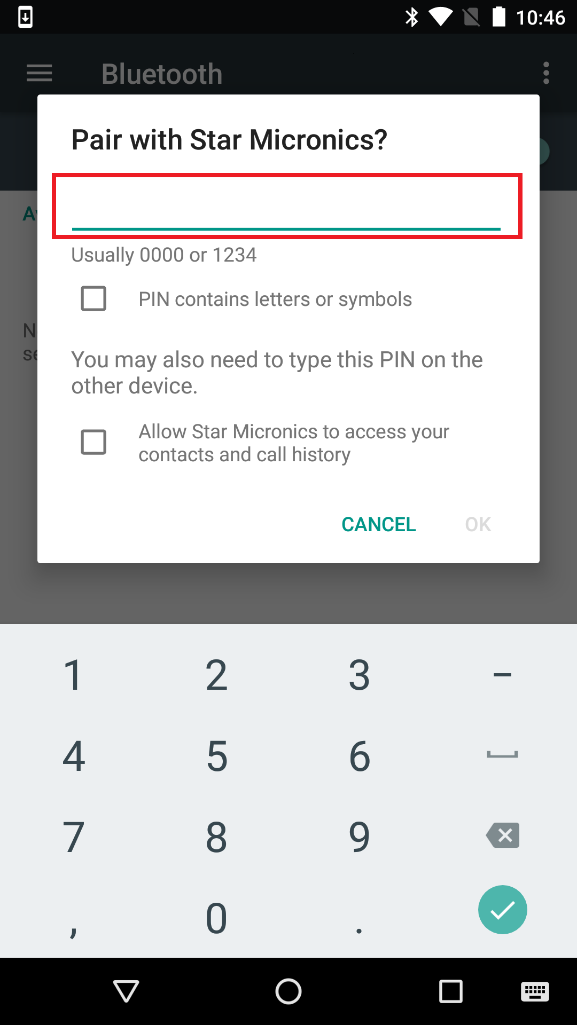 10:46
Bluetooth
Pair with Star Micronics?
A
Usually 0000 or 1234
PIN contains letters or symbols
N
se
You may also need to type this PIN on the
other device.
Allow Star Micronics to access your
contacts and call history
CANCEL OK
1 2 3 -
4 5 6
7 8 9
, 0 .